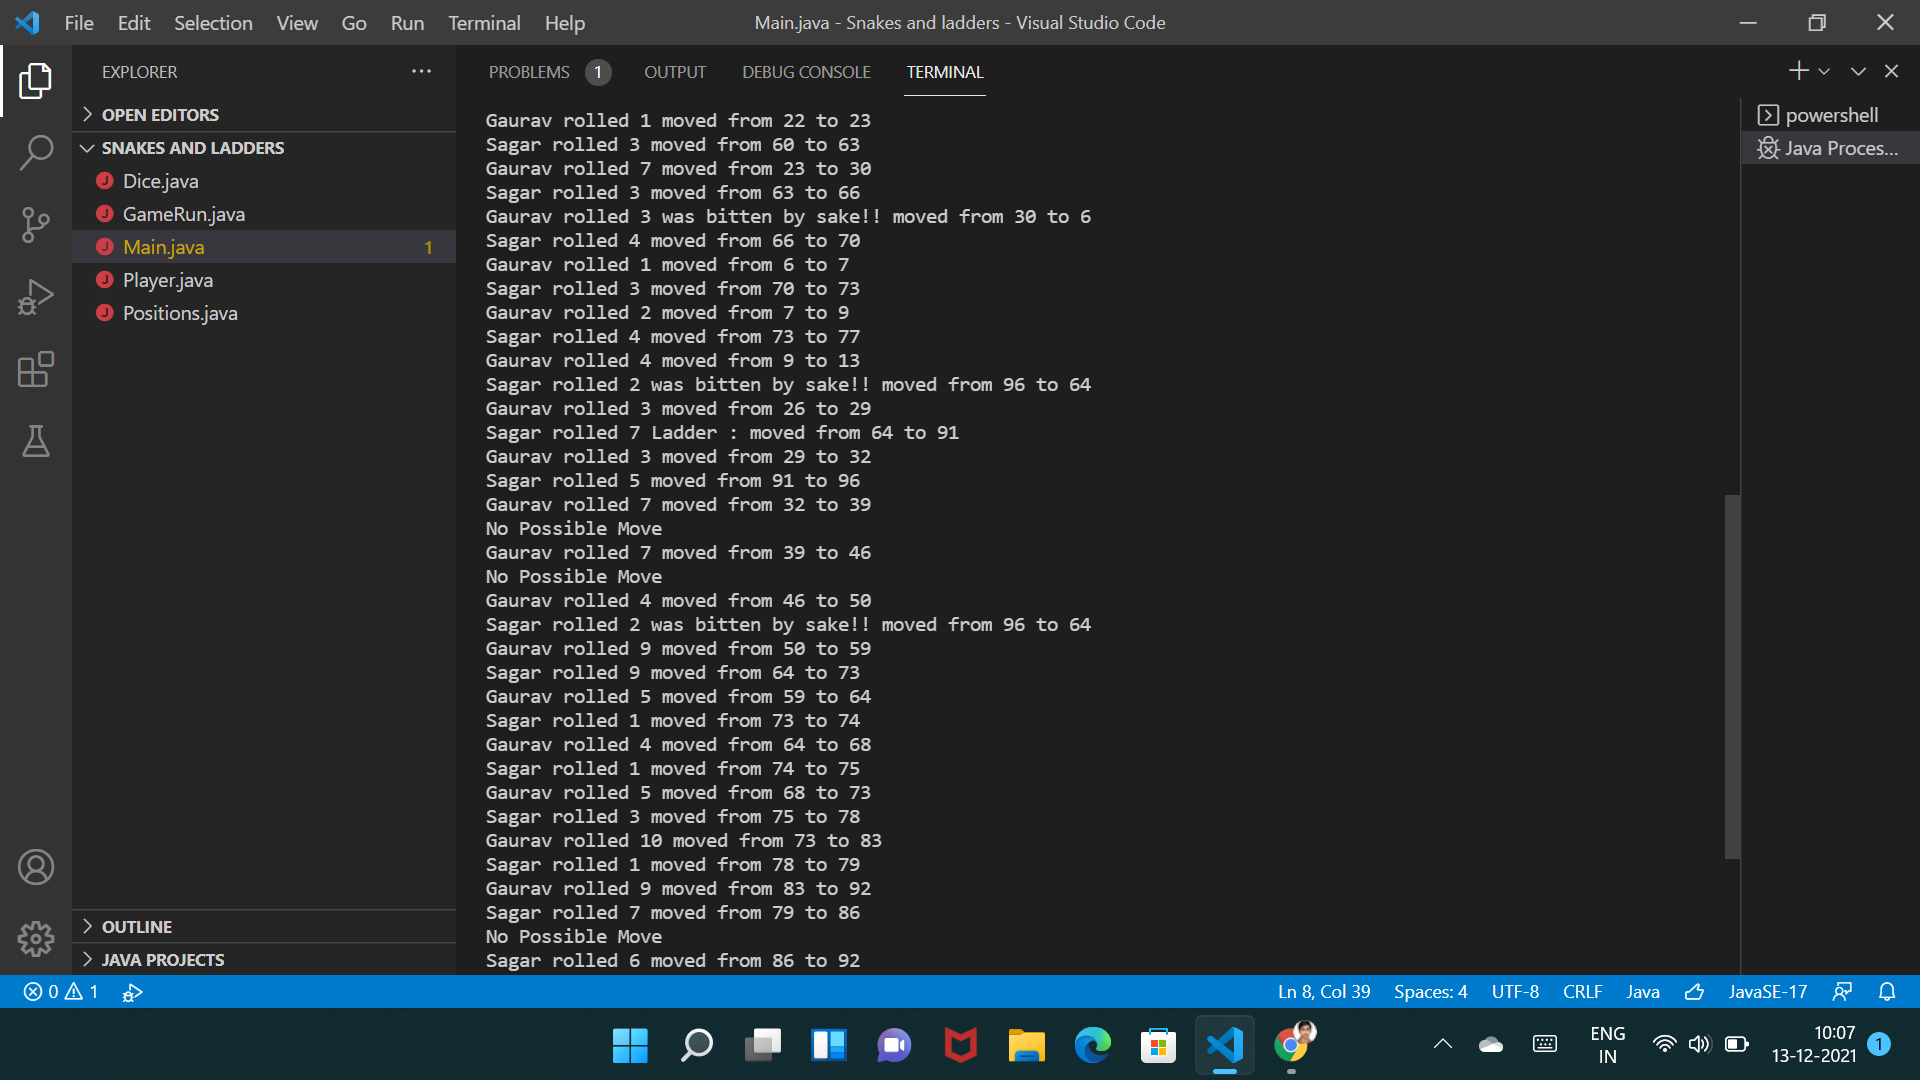 File Edit Selection View Go Run Terminal Help
Main.java - Snakes and ladders - Visual Studio Code
EXPLORER
OPEN EDITORS
SNAKES AND LADDERS
Dice.java
GameRun.java
Main.java 1
Player.java
Positions.java
OUTLINE
JAVA PROJECTS
PROBLEMS 1 OUTPUT DEBUG CONSOLE TERMINAL
Gaurav rolled 1 moved from 22 to 23
Sagar rolled 3 moved from 60 to 63
Gaurav rolled 7 moved from 23 to 30
Sagar rolled 3 moved from 63 to 66
Gaurav rolled 3 was bitten by sake!! moved from 30 to 6
Sagar rolled 4 moved from 66 to 70
Gaurav rolled 1 moved from 6 to 7
Sagar rolled 3 moved from 70 to 73
Gaurav rolled 2 moved from 7 to 9
Sagar rolled 4 moved from 73 to 77
Gaurav rolled 4 moved from 9 to 13
Sagar rolled 2 was bitten by sake!! moved from 96 to 64
Gaurav rolled 3 moved from 26 to 29
Sagar rolled 7 Ladder : moved from 64 to 91
Gaurav rolled 3 moved from 29 to 32
Sagar rolled 5 moved from 91 to 96
Gaurav rolled 7 moved from 32 to 39
No Possible Move
Gaurav rolled 7 moved from 39 to 46
No Possible Move
Gaurav rolled 4 moved from 46 to 50
Sagar rolled 2 was bitten by sake!! moved from 96 to 64
Gaurav rolled 9 moved from 50 to 59
Sagar rolled 9 moved from 64 to 73
Gaurav rolled 5 moved from 59 to 64
Sagar rolled 1 moved from 73 to 74
Gaurav rolled 4 moved from 64 to 68
Sagar rolled 1 moved from 74 to 75
Gaurav rolled 5 moved from 68 to 73
Sagar rolled 3 moved from 75 to 78
Gaurav rolled 10 moved from 73 to 83
Sagar rolled 1 moved from 78 to 79
Gaurav rolled 9 moved from 83 to 92
Sagar rolled 7 moved from 79 to 86
No Possible Move
Sagar rolled 6 moved from 86 to 92
powershell
Java Proces...
0 1
Ln 8, Col 39 Spaces: 4 UTF-8 CRLF Java JavaSE-17
ENG
IN
10:07
13-12-2021
1